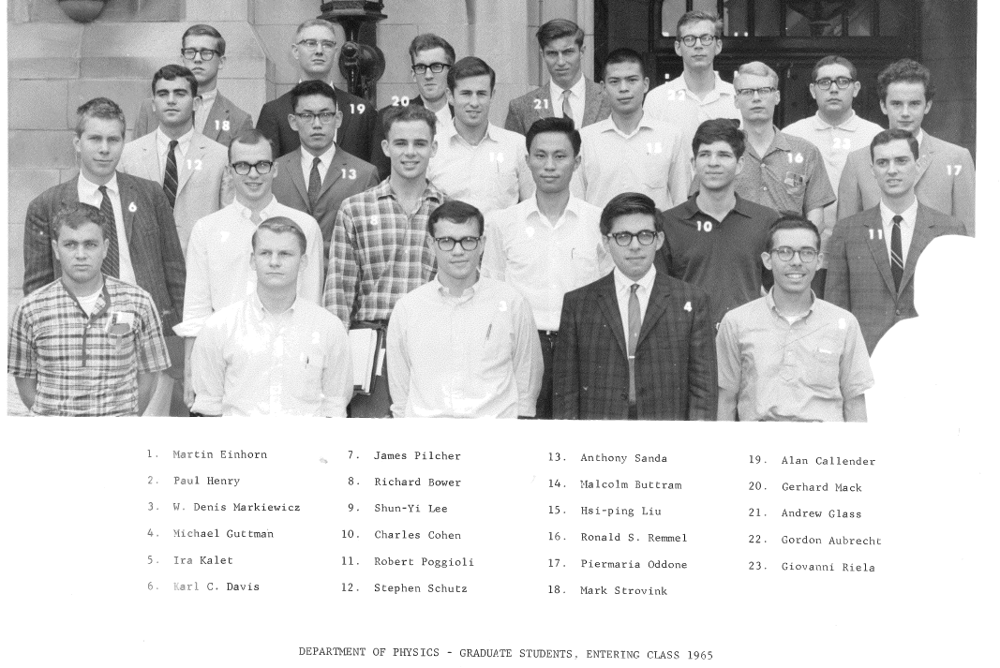 18
19
20
21
22
12
13
14
15
16
23
17
6
7
8
9
10
11
2
3
4
5
1. Martin Einhorn
2. Paul Henry
3. W. Denis Markiewicz
4. Michael Guttman
5. Ira Kalet
6. Karl C. Davis
7. James Pilcher
8. Richard Bower
9. Shun-Yi Lee
10. Charles Cohen
11. Robert Poggioli
12. Stephen Schutz
13. Anthony Sanda
14. Malcolm Buttram
15. Hsi-ping Liu
16. Ronald S. Remmel
17. Piermaria Oddone
18. Mark Strovink
19. Alan Callender
20. Gerhard Mack
21. Andrew Glass
22. Gordon Aubrecht
23. Giovanni Riela
DEPARTMENT OF PHYSICS - GRADUATE STUDENTS, ENTERING CLASS 1965